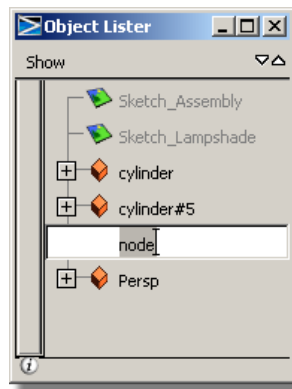 Object Lister
Show
Sketch_Assembly
Sketch_Lampshade
cylinder
cylinder#5
node
Persp